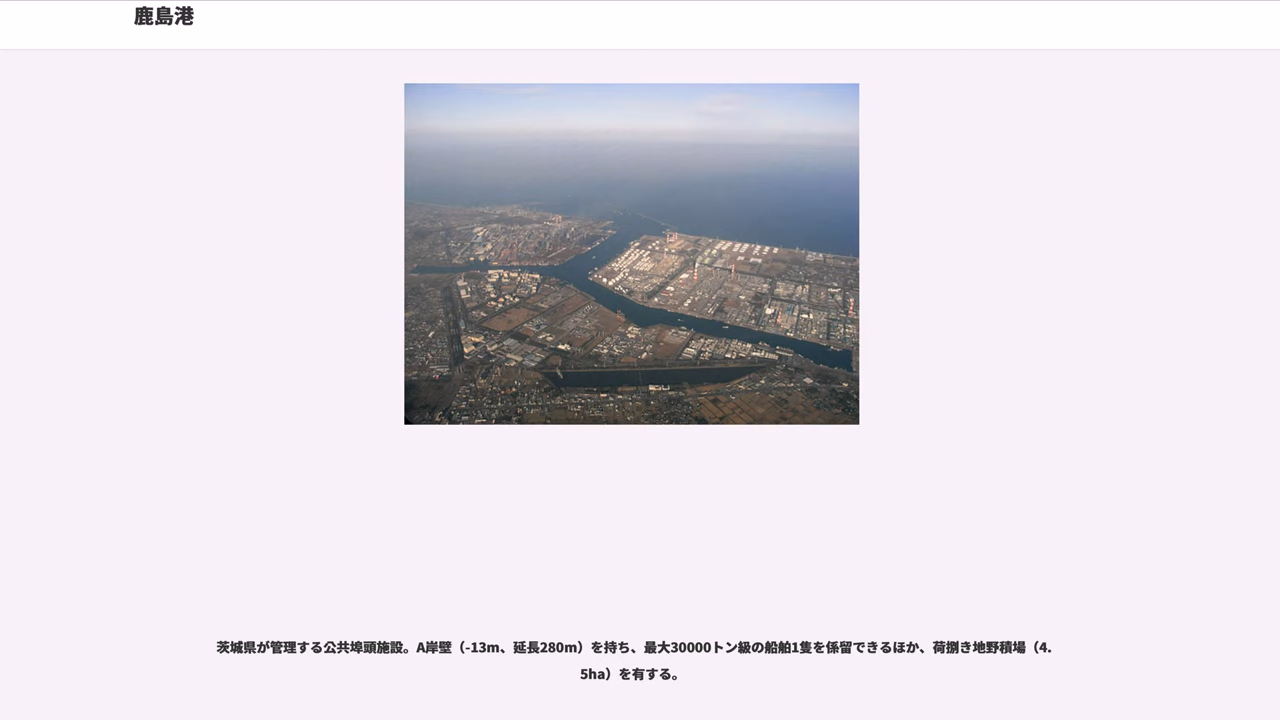 鹿島港
茨城県が管理する公共埠頭施設。A岸壁（-13m、延長280m）を持ち、最大30000トン級の船舶1隻を係留できるほか、荷捌き地野積場（4.
5ha）を有する。